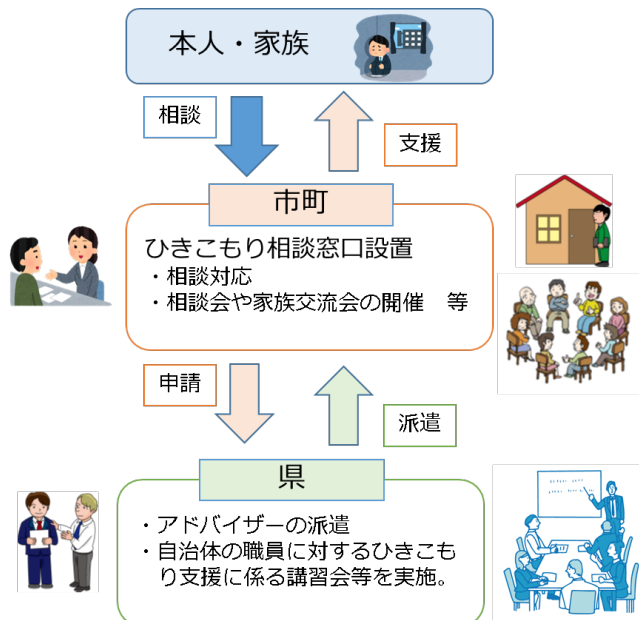 本人・家族
相談
支援
市町
ひきこもり相談窓口設置
・相談対応
・相談会や家族交流会の開催　等
申請
派遣
県
・アドバイザーの派遣
・自治体の職員に対するひきこも
り支援に係る講習会等を実施。